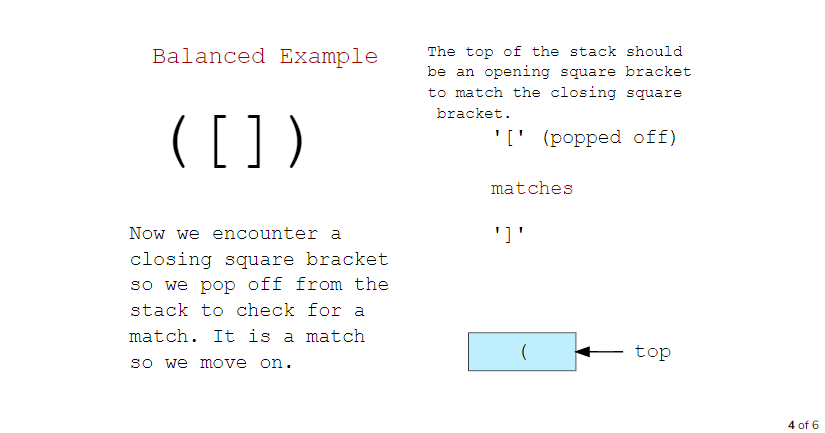 Balanced Example
([])
Now we encounter a
closing square bracket
so we pop off from the
stack to check for a
match. It is a match
so we move on.
The top of the stack should
be an opening square bracket
to match the closing square
bracket.
'[' (popped off)
matches
']'
(
top
4 of 6